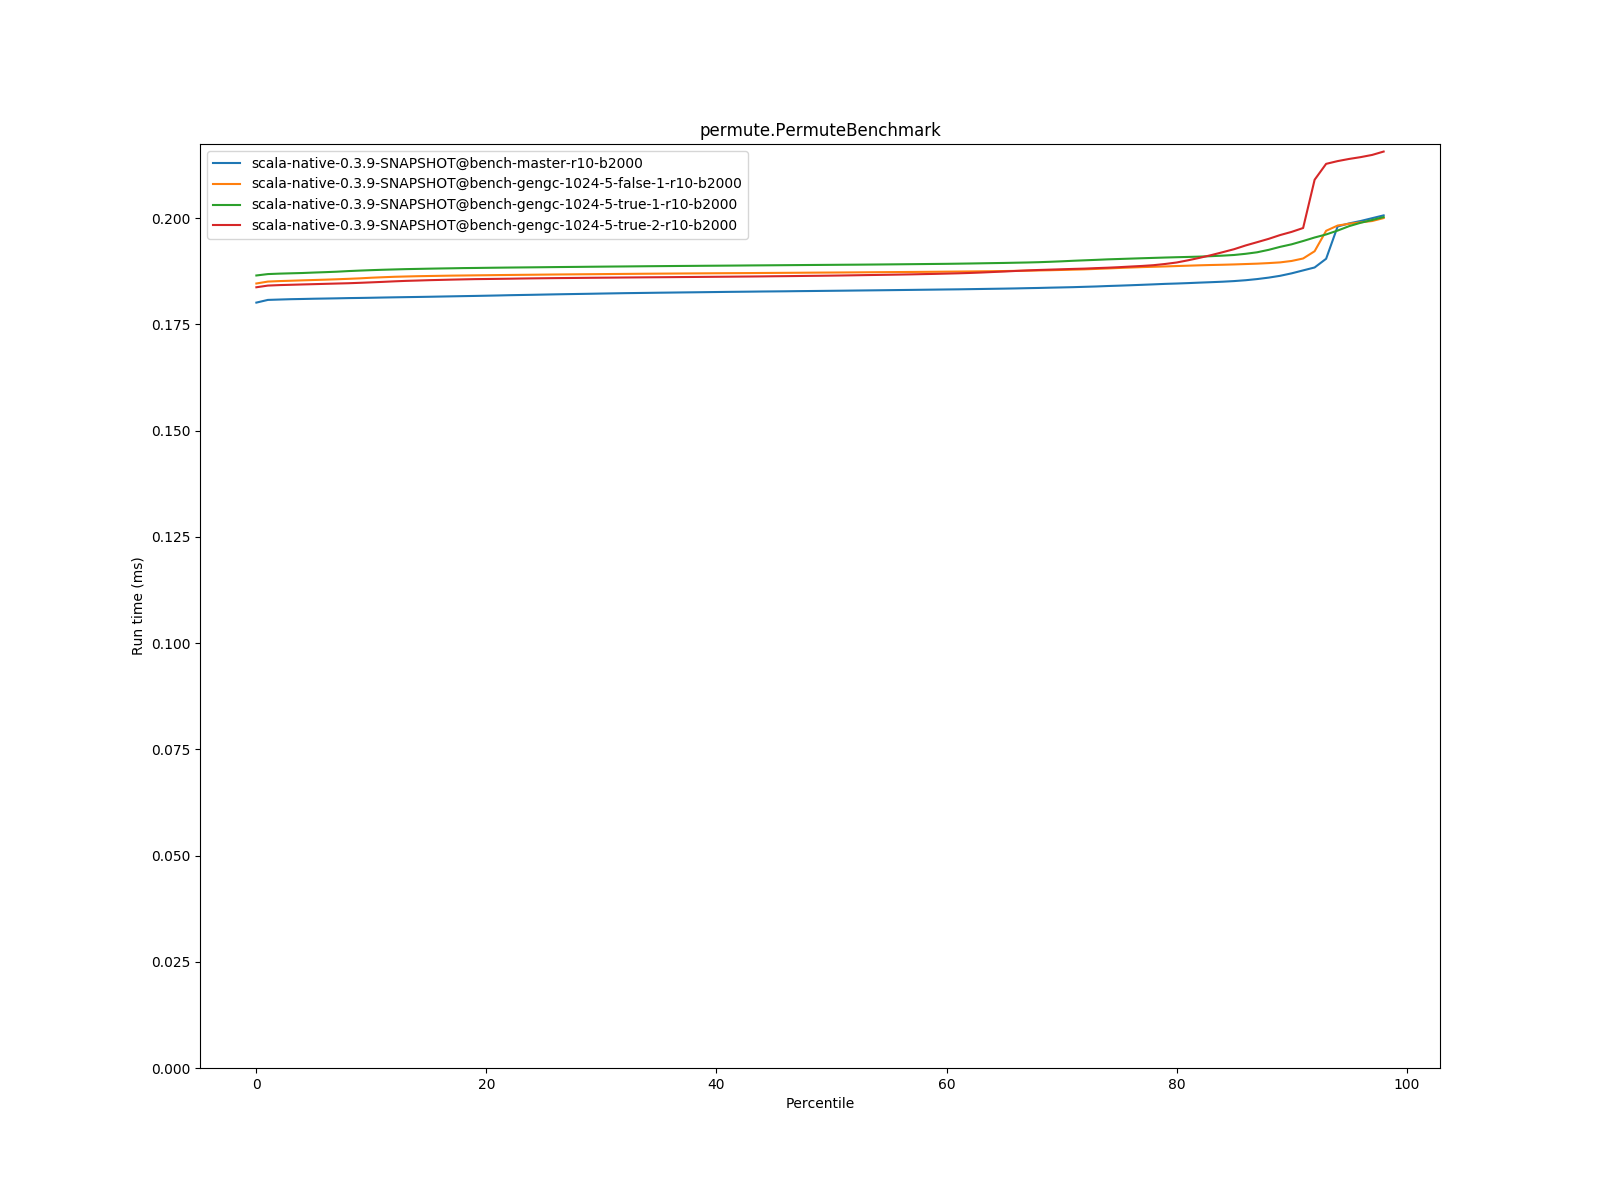 permute.PermuteBenchmark
scala-native-0.3.9-SNAPSHOT@bench-master-r10-b2000
scala-native-0.3.9-SNAPSHOT@bench-gengc-1024-5-false-1-r10-b2000
scala-native-0.3.9-SNAPSHOT@bench-gengc-1024-5-true-1-r10-b2000
scala-native-0.3.9-SNAPSHOT@bench-gengc-1024-5-true-2-r10-b2000
0.200
0.175
0.150
0.125
0.100
0.075
0.050
0.025
0.000
Run time (ms)
0 20 40 60 80 100
Percentile